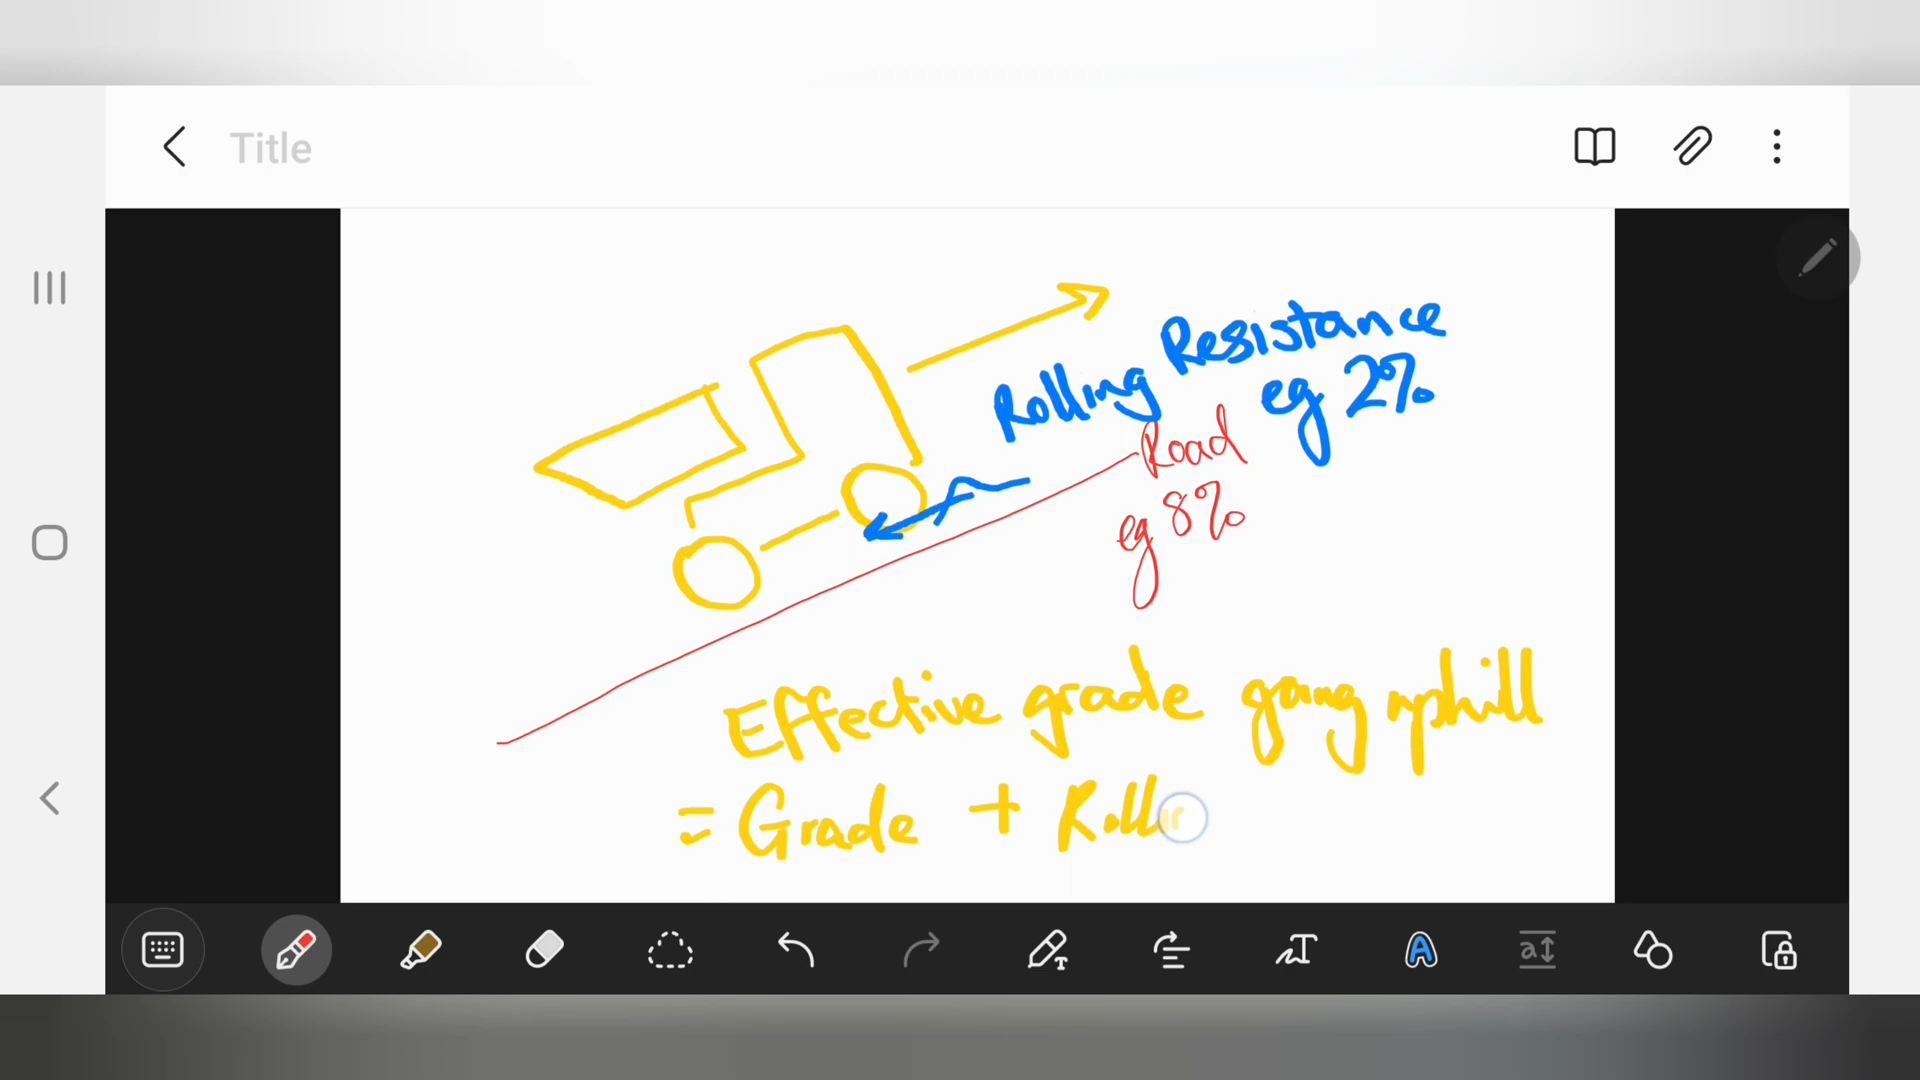 Title
Rolling Resistance
eg 2%
Road
eg 8%
Effective grade going uphill
= Grade + Roll